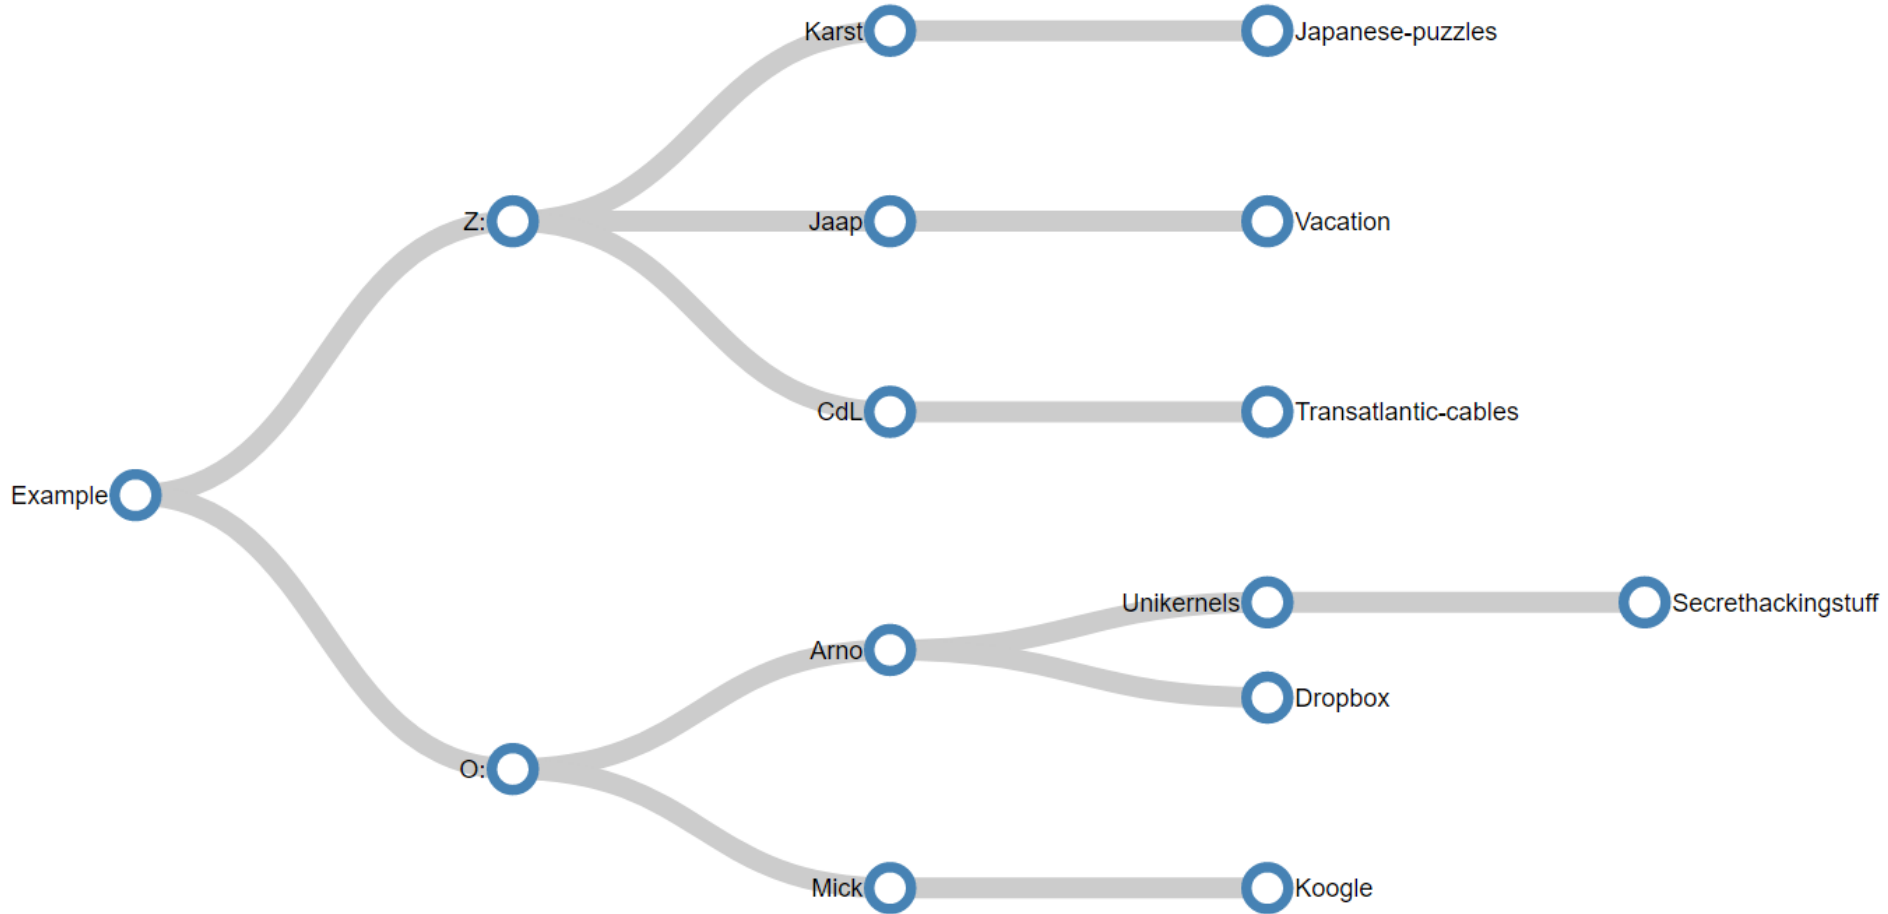 Karst
Japanese-puzzles
Z:
Jaap
Vacation
CdL
Transatlantic-cables
Example
Unikernels
Secrethackingstuff
Arno
Dropbox
O:
Mick
Koogle